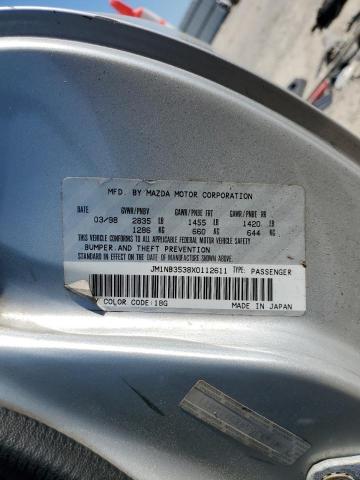 MFD. BY MAZDA MOTOR CORPORATION
DATE GVWR/PNBV GAWR/PNBE FRT GAWR/PNBE RR
03/98 2835 LB 1455 LB 1420 LB
1286 KG 660 KG 644 KG
THIS VEHICLE CONFORMS TO ALL APPLICABLE FEDERAL MOTOR VEHICLE SAFETY,
BUMPER, AND THEFT PREVENTION
STANDARDS IN EFFECT ON THE DATE OF MANUFACTURE SHOWN ABOVE.
JM1NB3538X0112611 TYPE: PASSENGER
COLOR CODE:18G MADE IN JAPAN